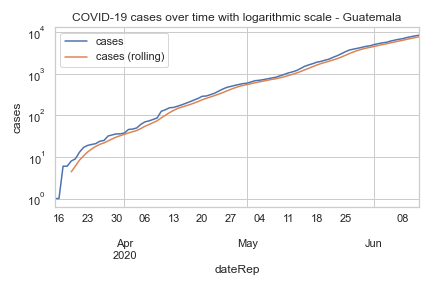 COVID-19 cases over time with logarithmic scale - Guatemala
cases
cases (rolling)
10⁴
10³
10²
10¹
10⁰
cases
16 23 30 06 13 20 27 04 11 18 25 08
Apr May Jun
2020
dateRep